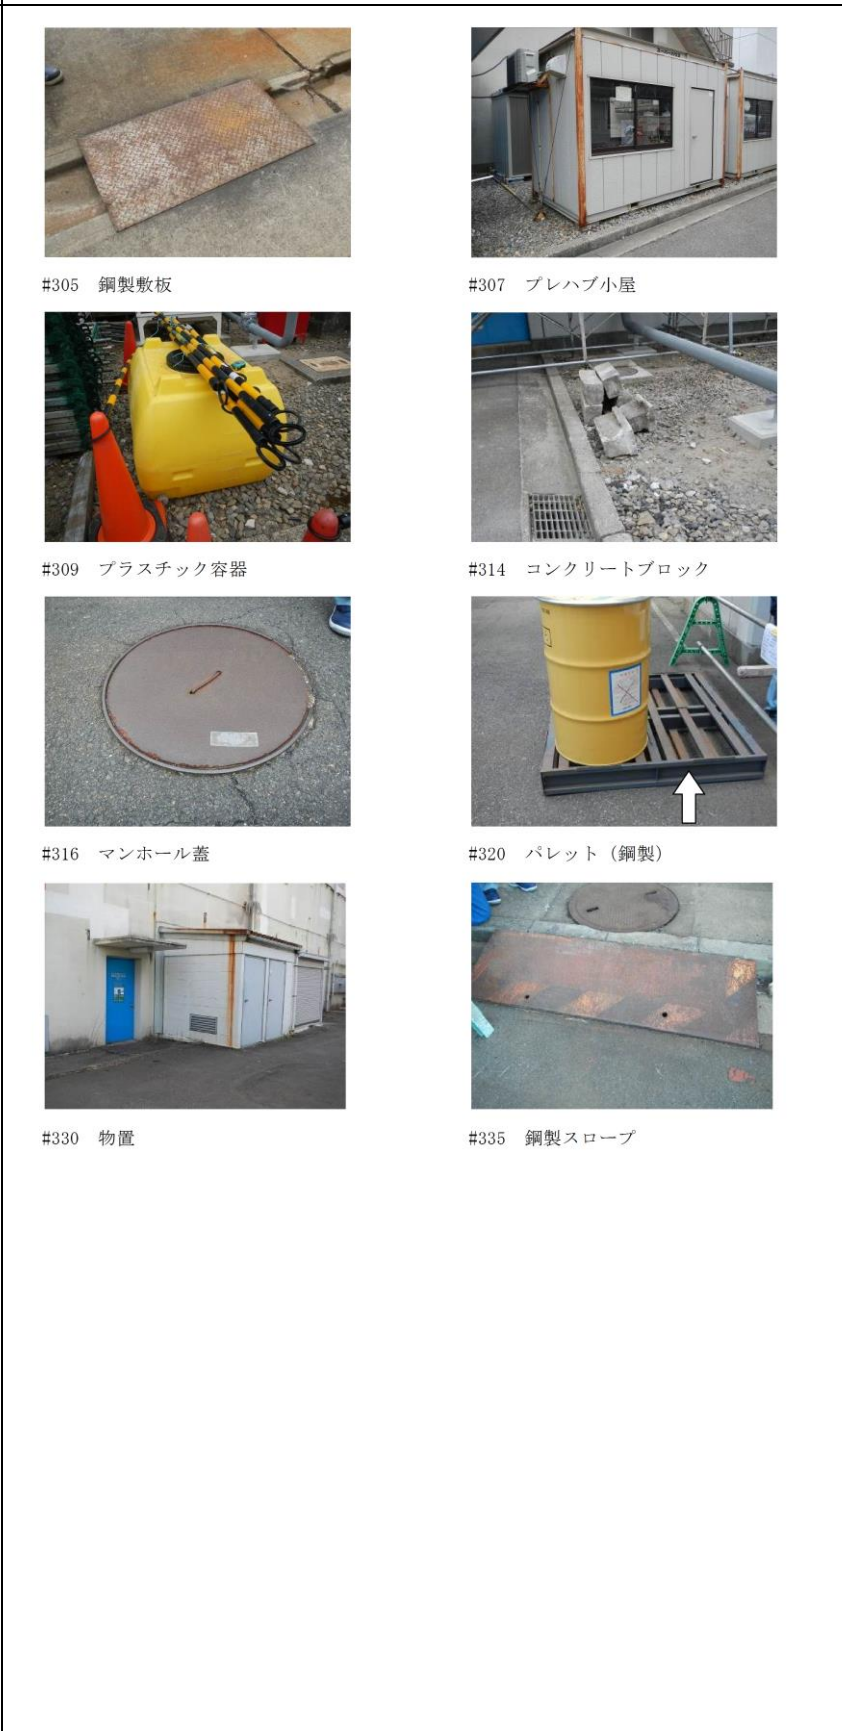 #305 鋼製敷板
#307 プレハブ小屋
#309 プラスチック容器
#314 コンクリートブロック
#316 マンホール蓋
#320 パレット（鋼製）
#330 物置
#335 鋼製スロープ